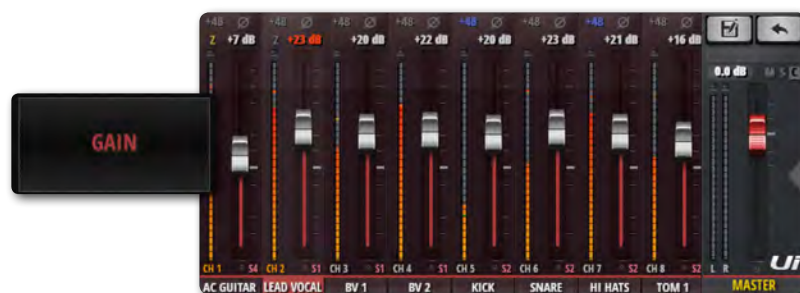 GAIN
+48 Ø +48 Ø +48 Ø +48 Ø +48 Ø +48 Ø +48 Ø +48 Ø
Z +7 dB Z +23 dB +20 dB +22 dB +20 dB +23 dB +21 dB +16 dB
0.0 dB M S C
CH 1 S4 CH 2 S1 CH 3 S1 CH 4 S1 CH 5 S2 CH 6 S2 CH 7 S2 CH 8 S2 L R Ui
AC GUITAR LEAD VOCAL BV 1 BV 2 KICK SNARE HI HATS TOM 1 MASTER